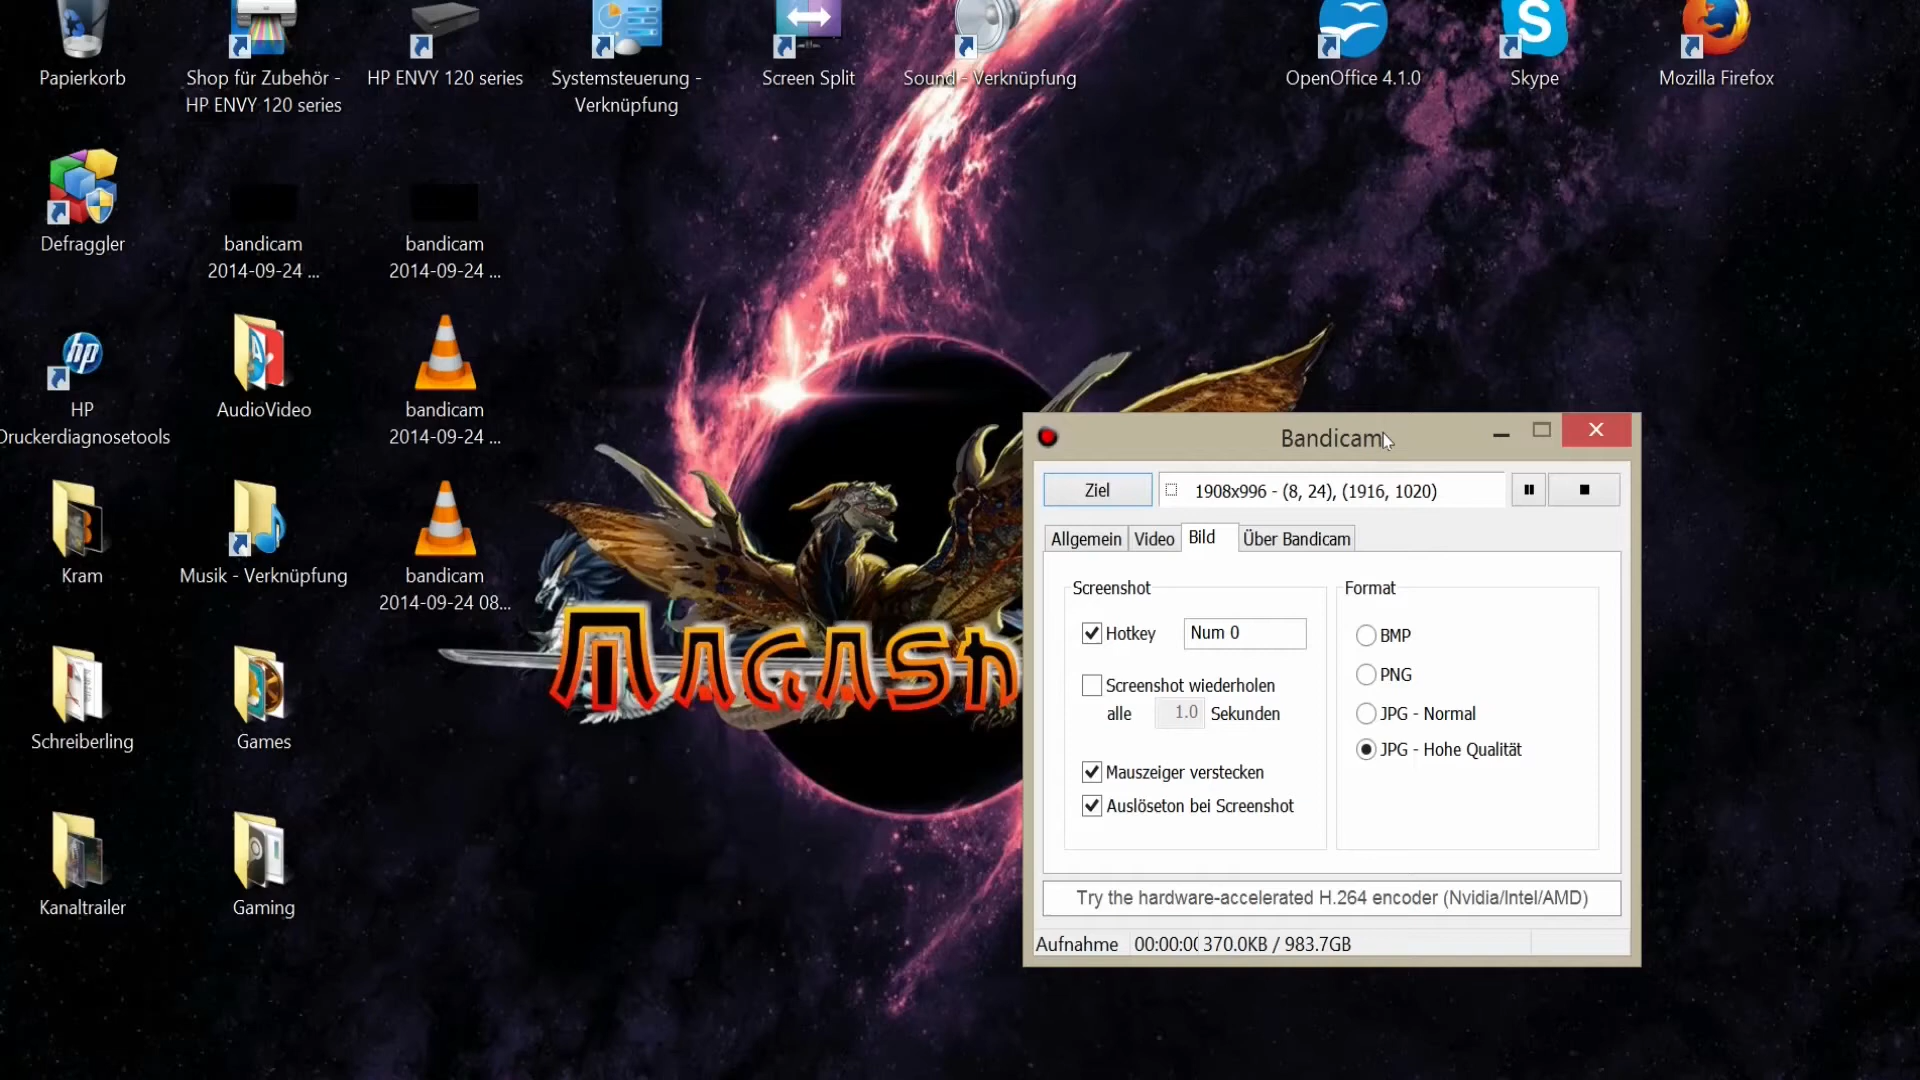 Papierkorb
Shop für Zubehör -
HP ENVY 120 series
HP ENVY 120 series
Systemsteuerung -
Verknüpfung
Screen Split
Sound - Verknüpfung
OpenOffice 4.1.0
Skype
Mozilla Firefox
Defraggler
bandicam
2014-09-24 ...
bandicam
2014-09-24 ...
HP
Druckerdiagnosetools
AudioVideo
bandicam
2014-09-24 ...
Kram
Musik - Verknüpfung
bandicam
2014-09-24 08...
Schreiberling
Games
Kanaltrailer
Gaming
MAGASH
Bandicam
Ziel
1908x996 - (8, 24), (1916, 1020)
Allgemein
Video
Bild
Über Bandicam
Screenshot
Hotkey
Num 0
Screenshot wiederholen
alle
1.0
Sekunden
Mauszeiger verstecken
Auslöseton bei Screenshot
Format
BMP
PNG
JPG - Normal
JPG - Hohe Qualität
Try the hardware-accelerated H.264 encoder (Nvidia/Intel/AMD)
Aufnahme
00:00:00
370.0KB / 983.7GB